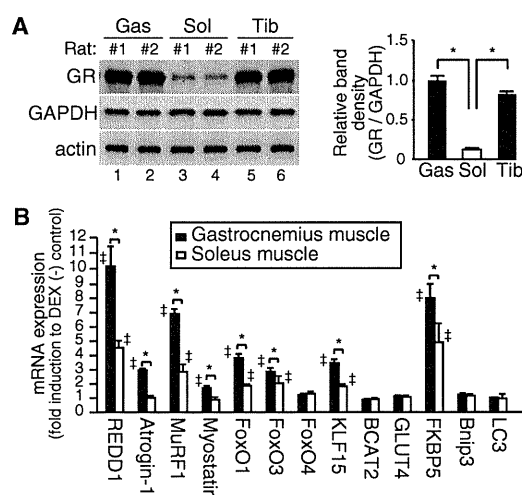 A
Gas Sol Tib
Rat: #1 #2 #1 #2 #1 #2
GR
GAPDH
actin
1 2 3 4 5 6
Relative band
density
(GR / GAPDH)
1.5
1.0
0.5
0
* *
Gas Sol Tib
B
mRNA expression
(fold induction to DEX (-) control)
12
11
10
9
8
7
6
5
4
3
2
1
0
Gastrocnemius muscle
Soleus muscle
‡ * ‡
‡ *
‡ * ‡
‡ *
‡ * ‡
‡ * ‡
‡ * ‡
‡ * ‡
REDD1
Atrogin-1
MuRF1
Myostatin
FoxO1
FoxO3
FoxO4
KLF15
BCAT2
GLUT4
FKBP5
Bnip3
LC3